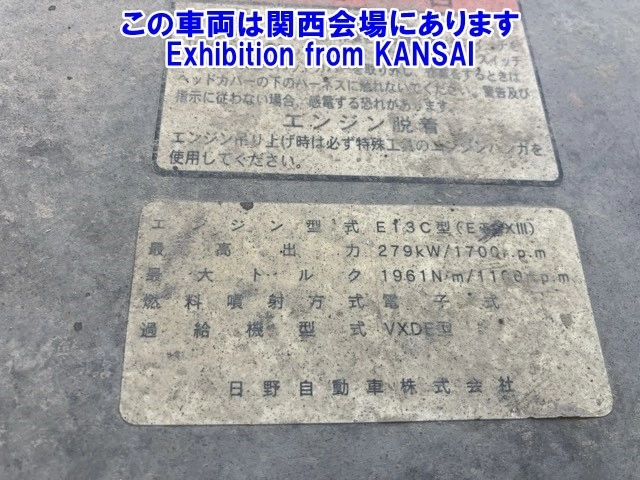 この車両は関西会場にあります
Exhibition from KANSAI
スイッチ
ヘッドカバーの下のハーネスに触れないでください。警告及び
指示に従わない場合，感電する恐れがあります。
エンジン脱着
エンジン吊り上げ時は必ず特殊工具のエンジンハンガを
使用してください。
エンジン型式 E13C型
最高出力 279kW/1700r.p.m
最大トルク 1961N·m/1100r.p.m
燃料噴射方式 電子式
過給機型式 VXDE型
日野自動車株式会社